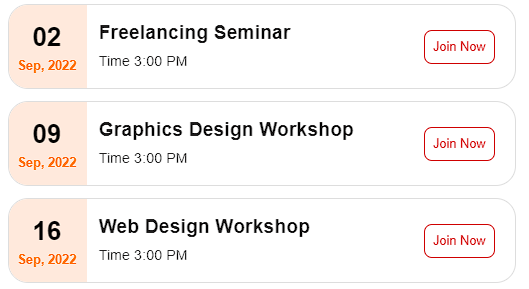 02
Sep, 2022
Freelancing Seminar
Time 3:00 PM
Join Now
09
Sep, 2022
Graphics Design Workshop
Time 3:00 PM
Join Now
16
Sep, 2022
Web Design Workshop
Time 3:00 PM
Join Now